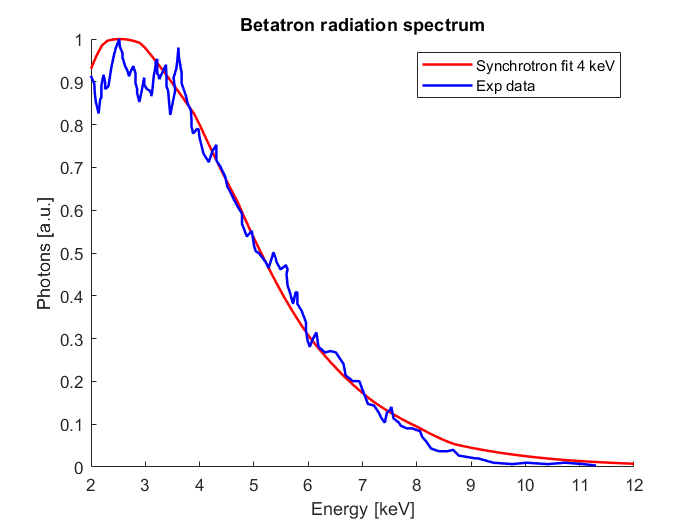 Betatron radiation spectrum
Synchrotron fit 4 keV
Exp data
Photons [a.u.]
1
0.9
0.8
0.7
0.6
0.5
0.4
0.3
0.2
0.1
0
2 3 4 5 6 7 8 9 10 11 12
Energy [keV]